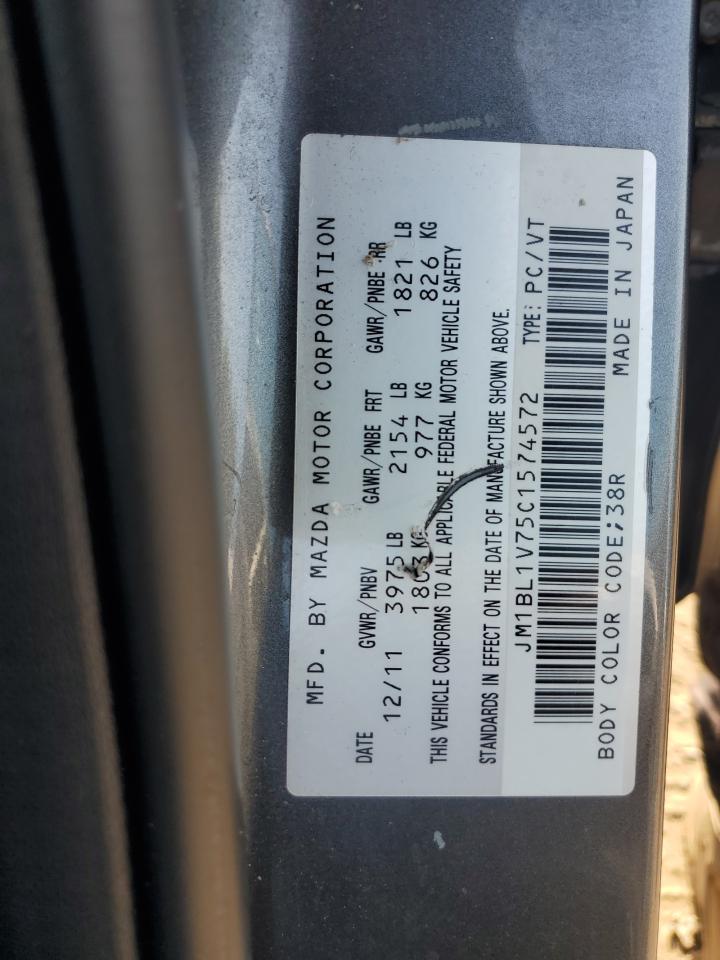 MFD. BY MAZDA MOTOR CORPORATION
DATE GVWR/PNBV GAWR/PNBE FRT GAWR/PNBE RR
12/11 3975 LB 2154 LB 1821 LB
1803 KG 977 KG 826 KG
THIS VEHICLE CONFORMS TO ALL APPLICABLE FEDERAL MOTOR VEHICLE SAFETY
STANDARDS IN EFFECT ON THE DATE OF MANUFACTURE SHOWN ABOVE.
JM1BL1V75C1574572 TYPE: PC/VT
BODY COLOR CODE;38R MADE IN JAPAN